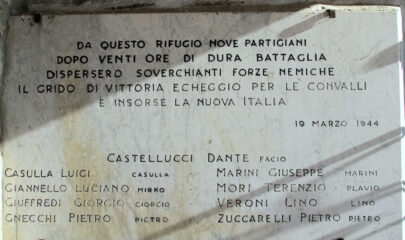 DA QUESTO RIFUGIO NOVE PARTIGIANI
DOPO VENTI ORE DI DURA BATTAGLIA
DISPERSERO SOVERCHIANTI FORZE NEMICHE
IL GRIDO DI VITTORIA ECHEGGIO PER LE CONVALLI
E INSORSE LA NUOVA ITALIA
19 MARZO 1944
CASTELLUCCI DANTE FACIO
CASULLA LUIGI CASULLA MARINI GIUSEPPE MARINI
GIANNELLO LUCIANO MIRKO MORI TERENZIO FLAVIO
GIUFFREDI GIORGIO GIORGIO VERONI LINO LINO
GNECCHI PIETRO PIETRO ZUCCARELLI PIETRO PIETRO